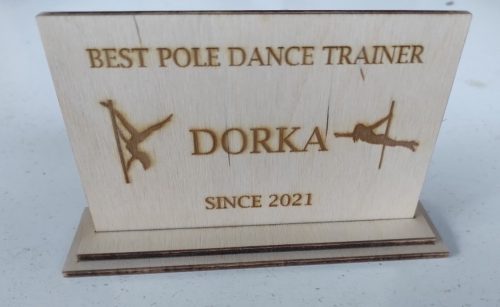 BEST POLE DANCE TRAINER
DORKA
SINCE 2021